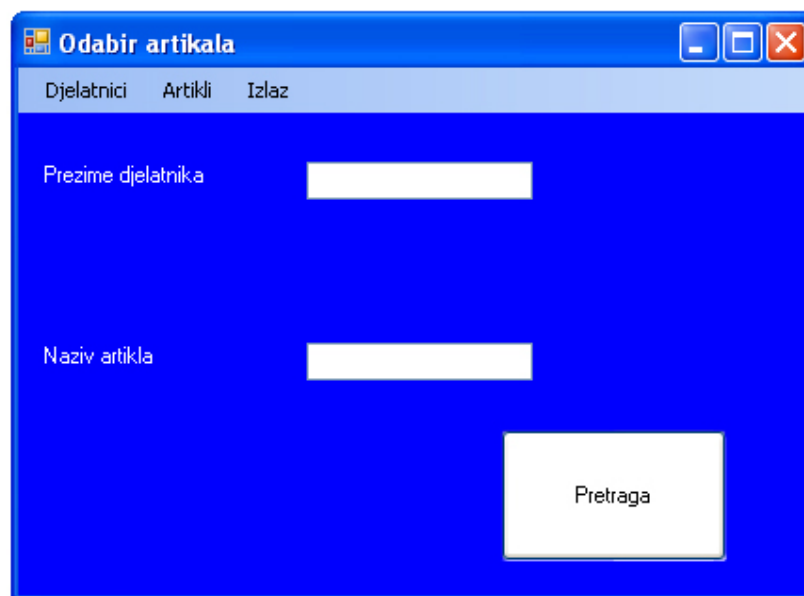 Odabir artikala
Djelatnici Artikli Izlaz
Prezime djelatnika
Naziv artikla
Pretraga